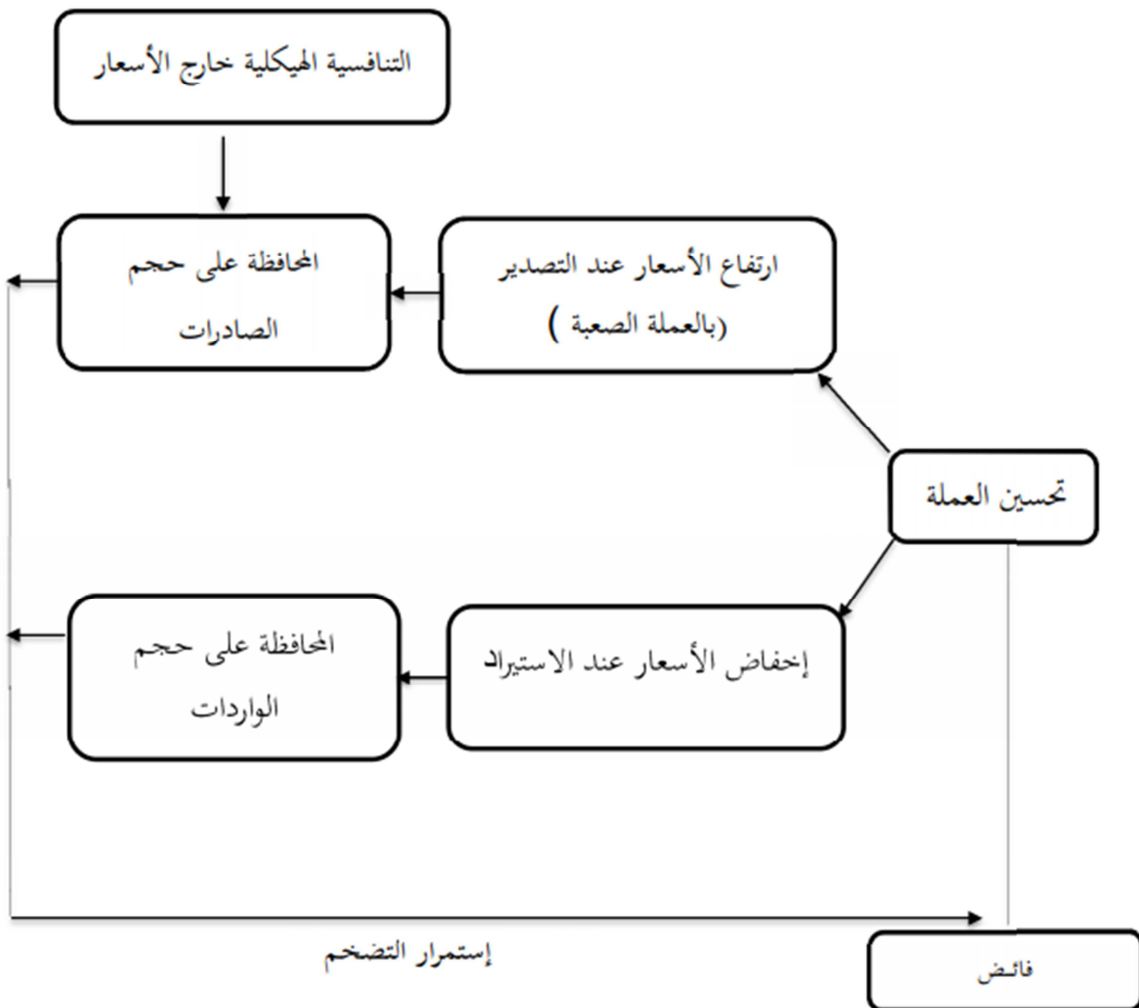 التنافسية الهيكلية خارج الأسعار
ارتفاع الأسعار عند التصدير
(بالعملة الصعبة )
المحافظة على حجم
الصادرات
تحسين العملة
إخفاض الأسعار عند الاستيراد
المحافظة على حجم
الواردات
إستمرار التضخم
فائض